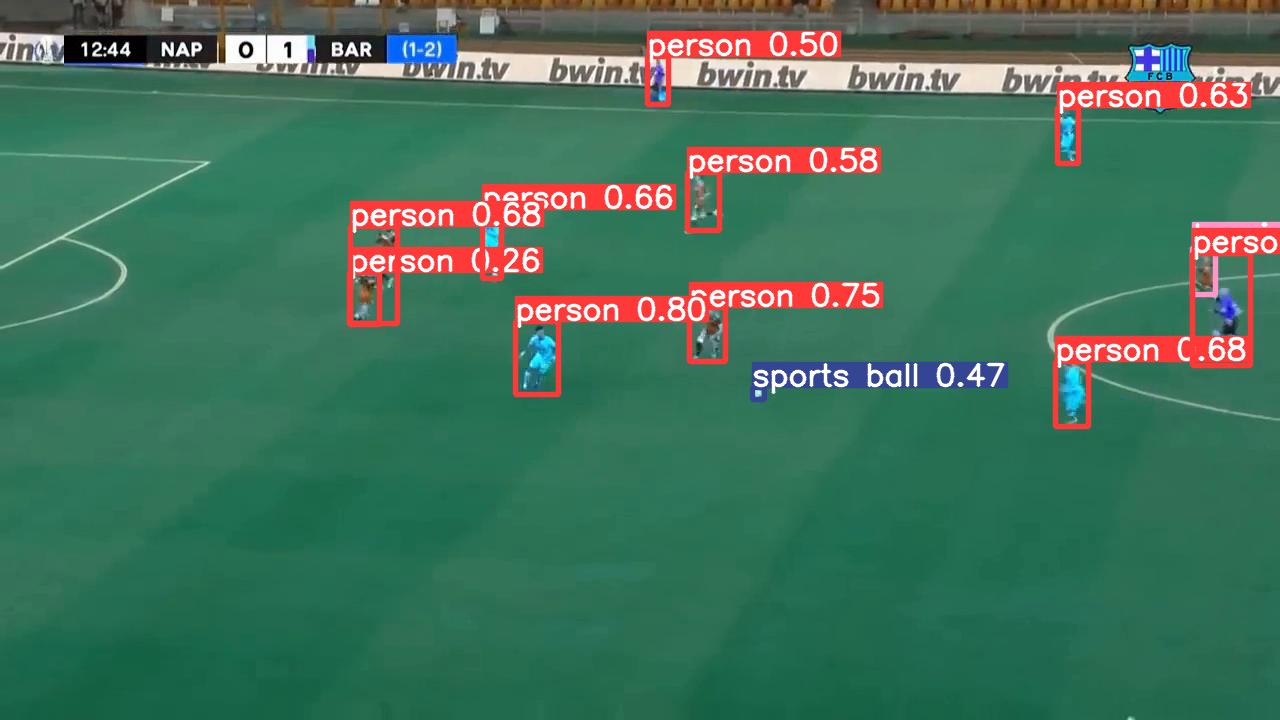 12:44 NAP 0 1 BAR (1-2)
bwin.tv bwin.tv bwin.tv bwin.tv bwin.tv
FCB
person 0.50
person 0.63
person 0.58
person 0.66
person 0.68
perso
person 0.26
person 0.75
person 0.80
person 0.68
sports ball 0.47